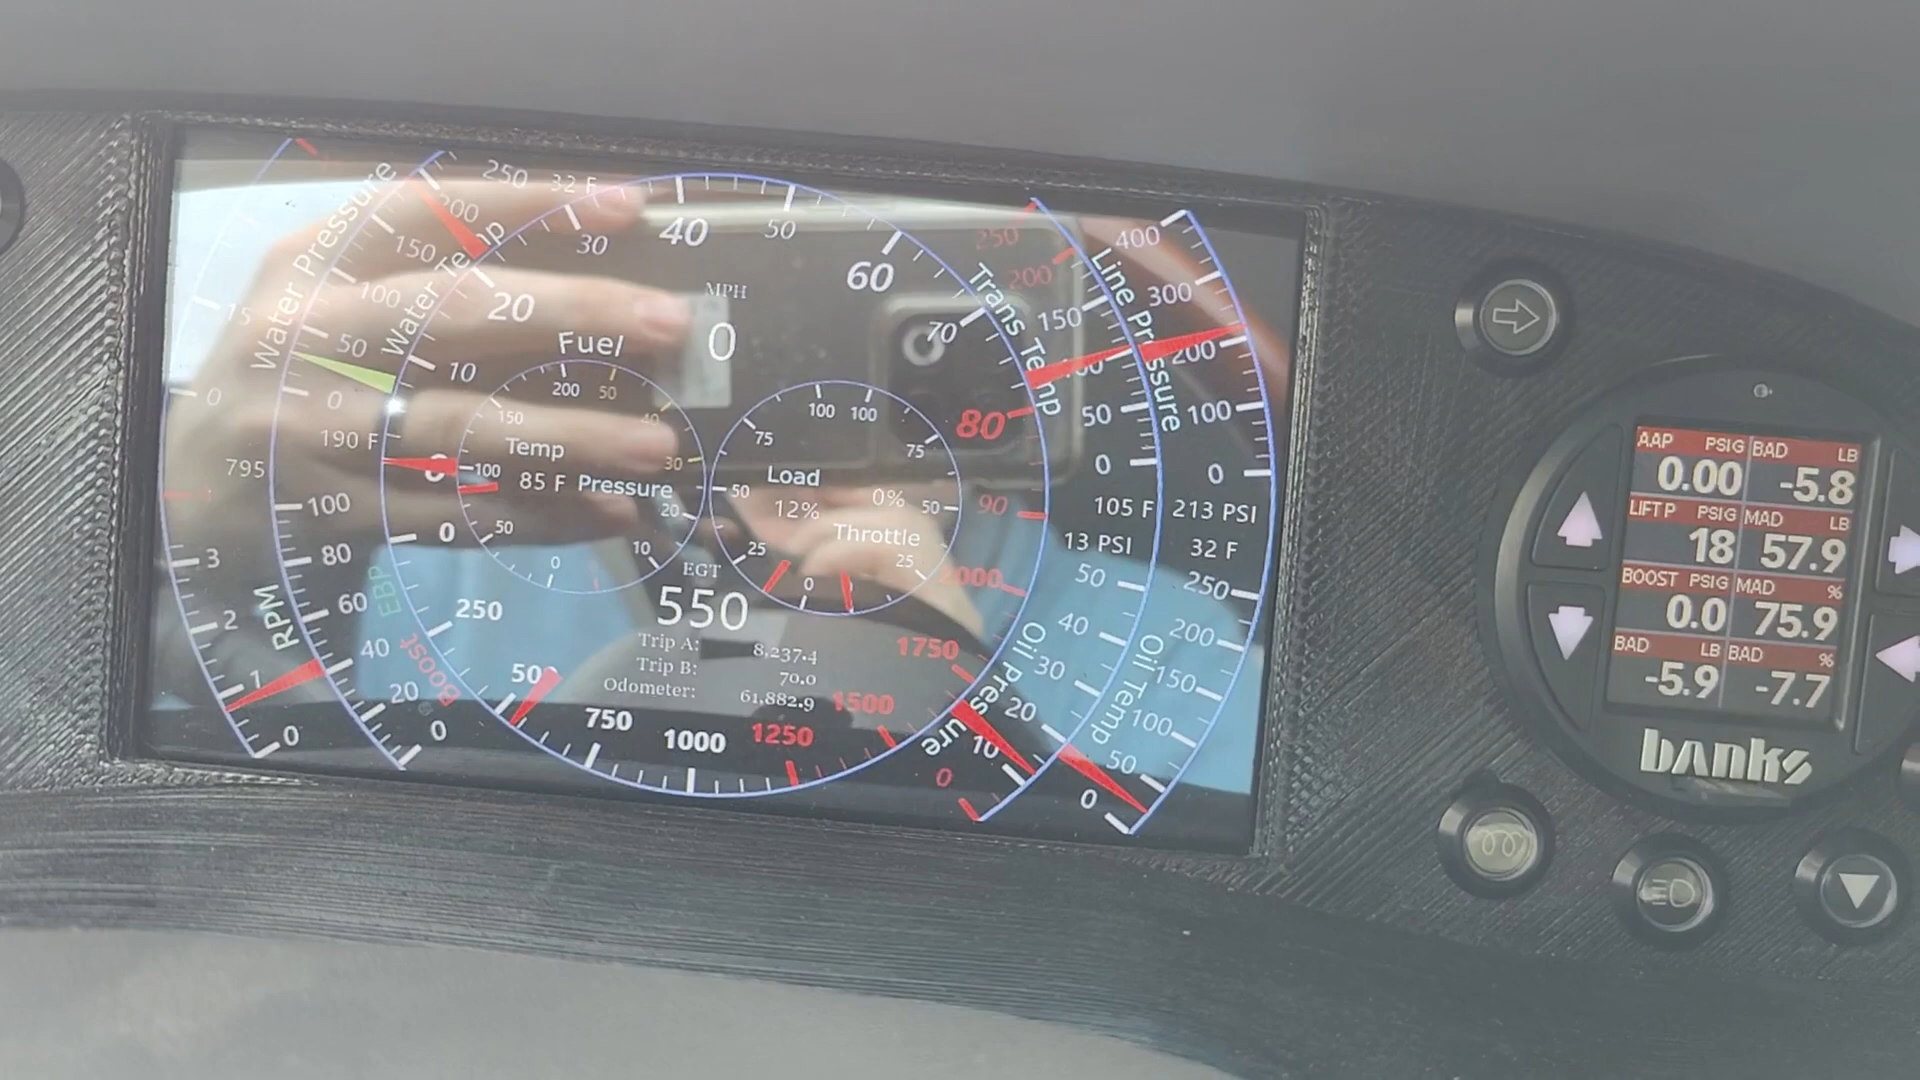 Water Pressure
15
0
795
3
2
1
0
RPM
250
32 F
200
150
100
50
0
Water Temp
190 F
100
80
60
40
20
0
EBP
Boost
0
10
20
30
40
50
60
70
80
90
MPH
0
Fuel
200
150
100
50
0
50
40
30
20
10
Temp
85 F
Pressure
100
75
50
25
0
100
75
50
25
Load
12%
0%
Throttle
EGT
550
Trip A: 8,237.4
Trip B: 70.0
Odometer: 61,882.9
0
250
50
750
1000
1250
1500
1750
2000
250
200
150
50
0
Trans Temp
105 F
400
300
200
100
0
Line Pressure
213 PSI
13 PSI
32 F
50
40
30
20
10
0
Oil Pressure
250
200
150
100
50
0
Oil Temp
AAP PSIG BAD LB
0.00 -5.8
LIFT P PSIG MAD LB
18 57.9
BOOST PSIG MAD %
0.0 75.9
BAD LB BAD %
-5.9 -7.7
banks